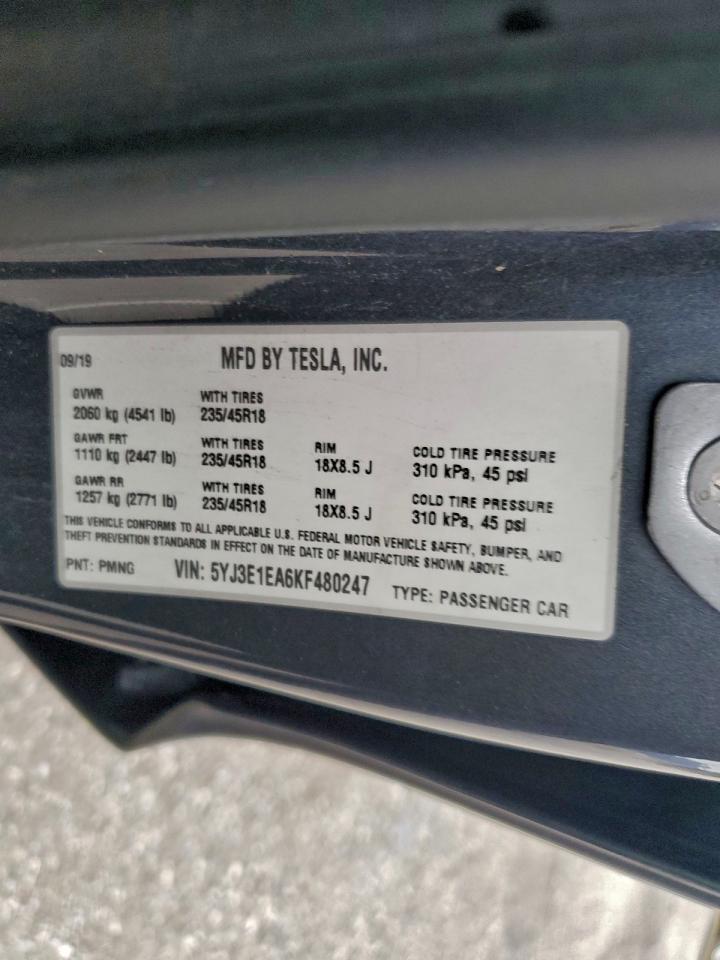 09/19 MFD BY TESLA, INC.
GVWR WITH TIRES
2060 kg (4541 lb) 235/45R18
GAWR FRT WITH TIRES RIM COLD TIRE PRESSURE
1110 kg (2447 lb) 235/45R18 18X8.5 J 310 kPa, 45 psi
GAWR RR WITH TIRES RIM COLD TIRE PRESSURE
1257 kg (2771 lb) 235/45R18 18X8.5 J 310 kPa, 45 psi
THIS VEHICLE CONFORMS TO ALL APPLICABLE U.S. FEDERAL MOTOR VEHICLE SAFETY, BUMPER, AND
THEFT PREVENTION STANDARDS IN EFFECT ON THE DATE OF MANUFACTURE SHOWN ABOVE.
PNT: PMNG VIN: 5YJ3E1EA6KF480247 TYPE: PASSENGER CAR